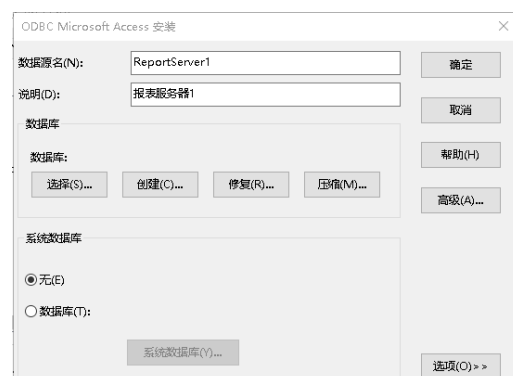 ODBC Microsoft Access 安装
数据源名(N): ReportServer1
确定
说明(D): 报表服务器1
取消
数据库
数据库:
帮助(H)
选择(S)... 创建(C)... 修复(R)... 压缩(M)...
高级(A)...
系统数据库
无(E)
数据库(T):
系统数据库(Y)...
选项(O)>>